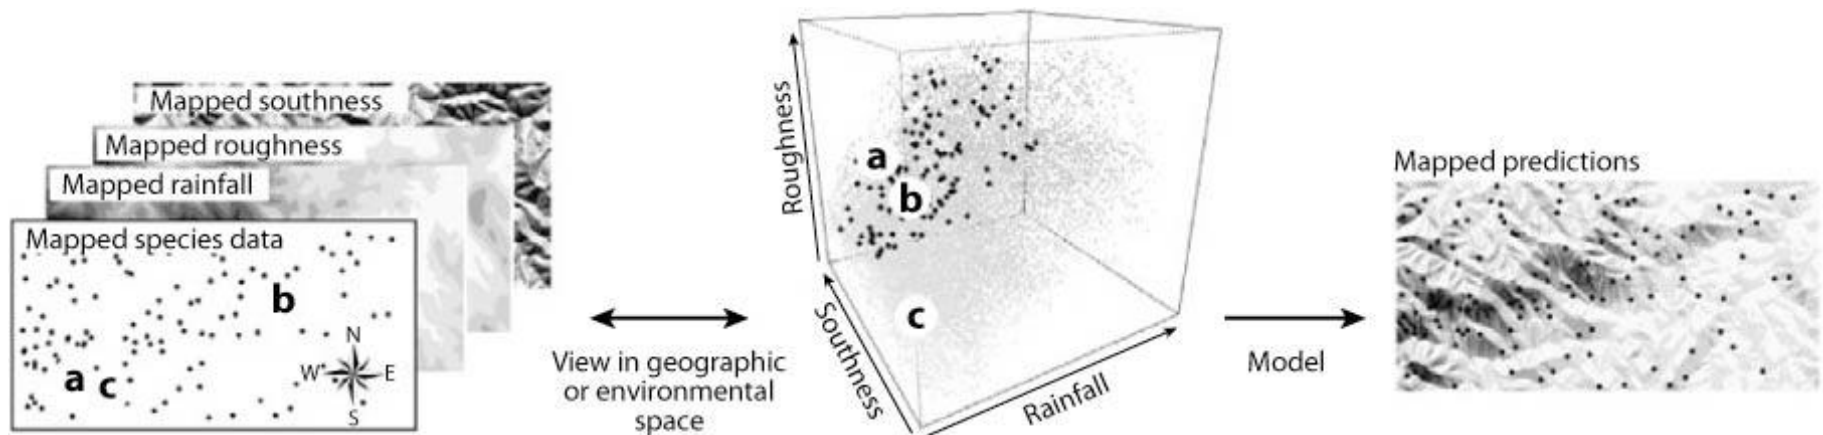 Mapped southness
Mapped roughness
Mapped rainfall
Mapped species data
b
a
c
N
W
E
S
View in geographic
or environmental
space
Roughness
a
b
c
Southness
Rainfall
Model
Mapped predictions